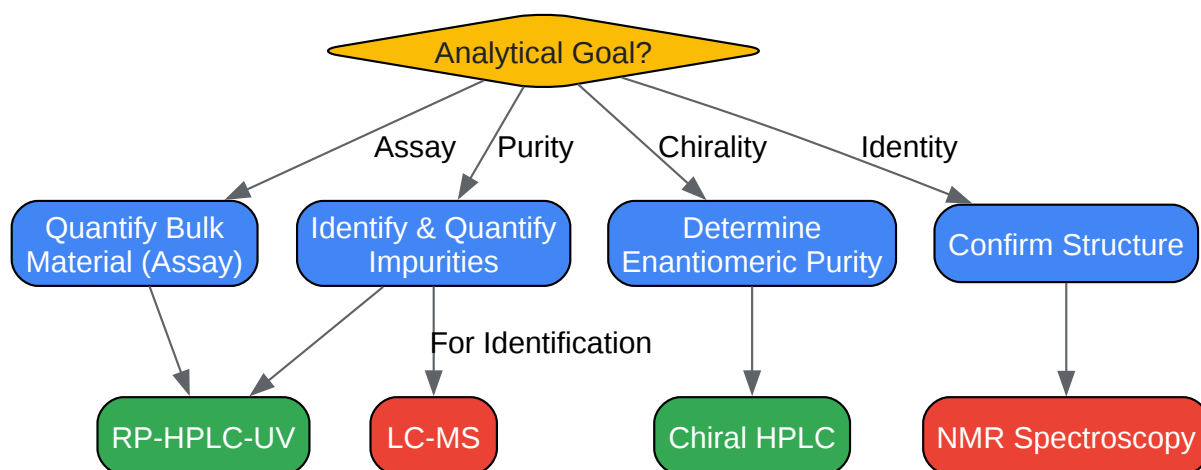 Analytical Goal?
Assay
Purity
Chirality
Identity
Quantify Bulk
Material (Assay)
Identify & Quantify
Impurities
Determine
Enantiomeric Purity
Confirm Structure
For Identification
RP-HPLC-UV
LC-MS
Chiral HPLC
NMR Spectroscopy